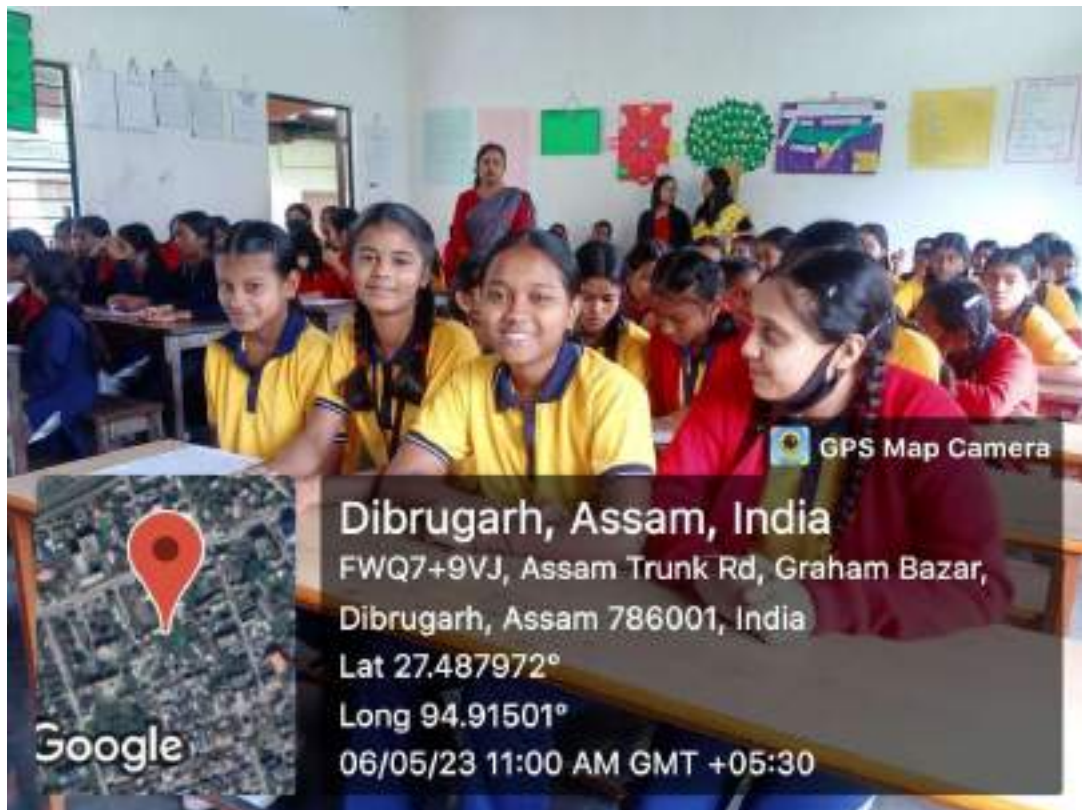 GPS Map Camera
Dibrugarh, Assam, India
FWQ7+9VJ, Assam Trunk Rd, Graham Bazar,
Dibrugarh, Assam 786001, India
Lat 27.487972°
Long 94.91501°
06/05/23 11:00 AM GMT +05:30
Google